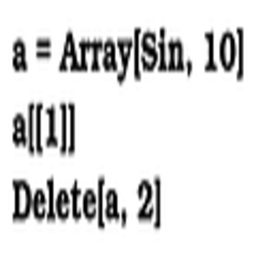 a = Array[Sin, 10]
a[[1]]
Delete[a, 2]